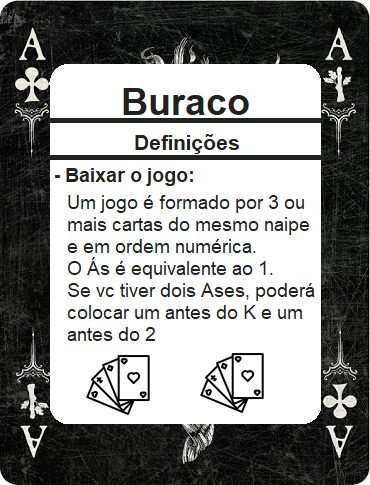 A A
Buraco
Definições
- Baixar o jogo:
Um jogo é formado por 3 ou
mais cartas do mesmo naipe
e em ordem numérica.
O Ás é equivalente ao 1.
Se vc tiver dois Ases, poderá
colocar um antes do K e um
antes do 2
A A